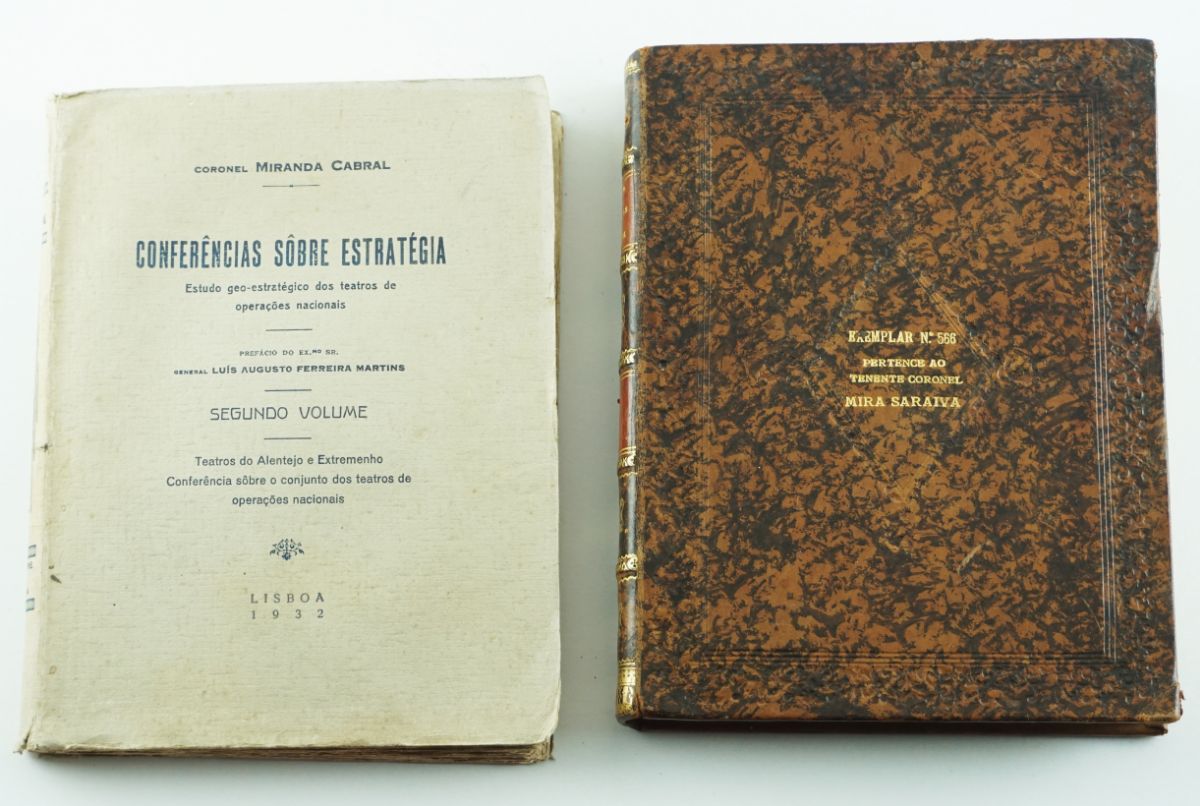 CORONEL MIRANDA CABRAL
CONFERÊNCIAS SÔBRE ESTRATÉGIA
Estudo geo-estratégico dos teatros de
operações nacionais
PREFÁCIO DO EX.MO SR.
GENERAL LUÍS AUGUSTO FERREIRA MARTINS
SEGUNDO VOLUME
Teatros do Alentejo e Extremenho
Conferência sôbre o conjunto dos teatros de
operações nacionais
LISBOA
1932
EXEMPLAR N.º 566
PERTENCE AO
TENENTE CORONEL
MIRA SARAIVA